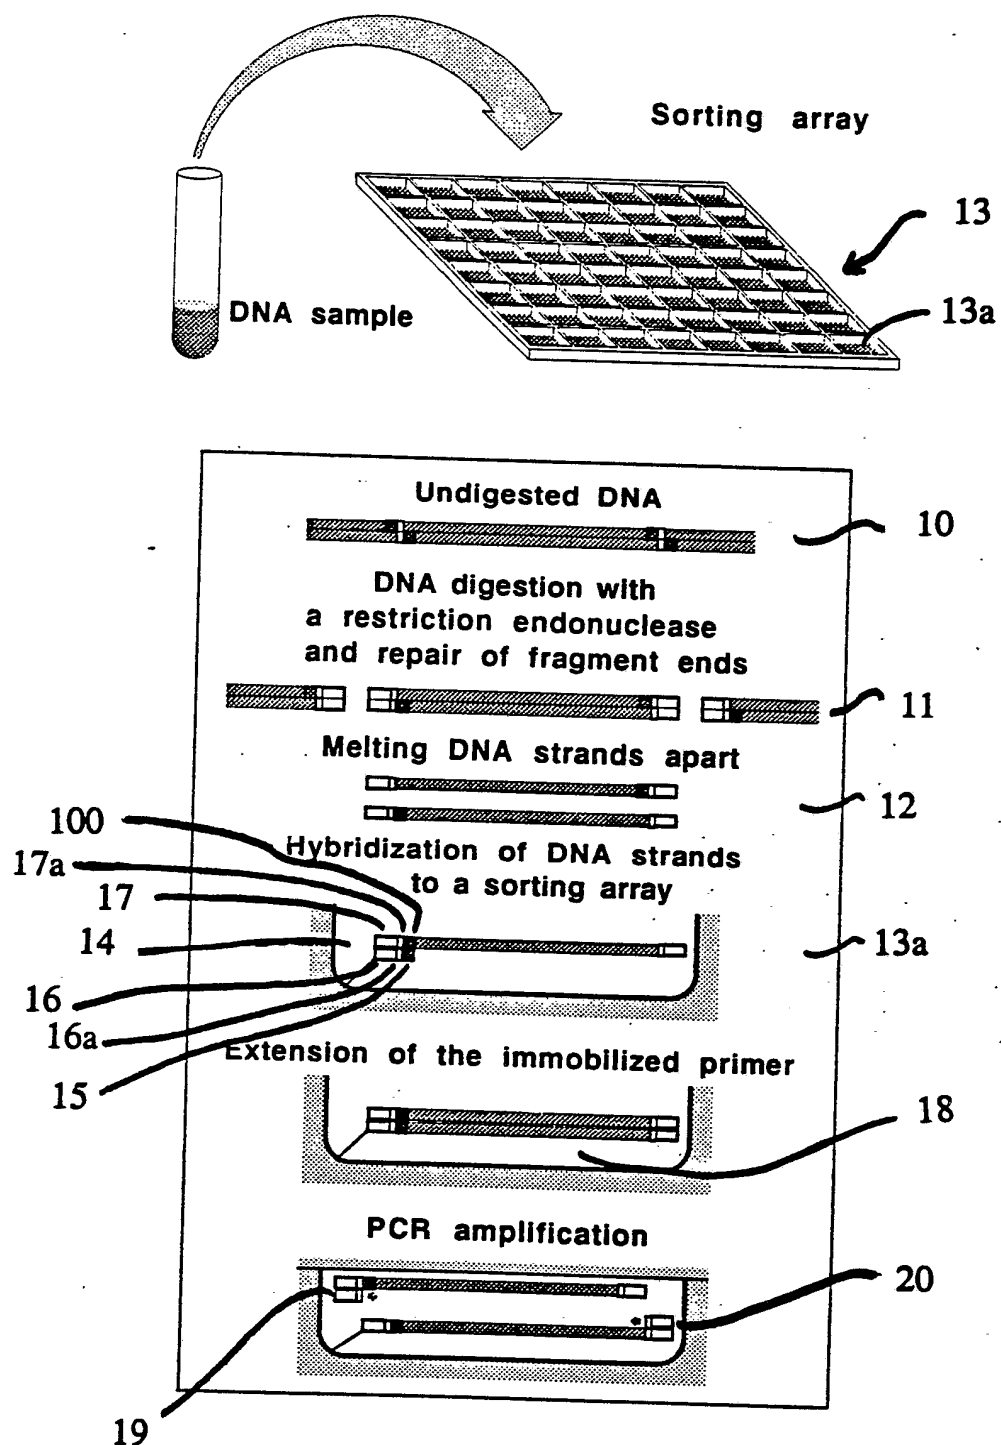 Sorting array
13
DNA sample
13a
Undigested DNA
10
DNA digestion with
a restriction endonuclease
and repair of fragment ends
11
Melting DNA strands apart
12
100
Hybridization of DNA strands
17a
to a sorting array
17
14
13a
16
16a
Extension of the immobilized primer
15
18
PCR amplification
20
19